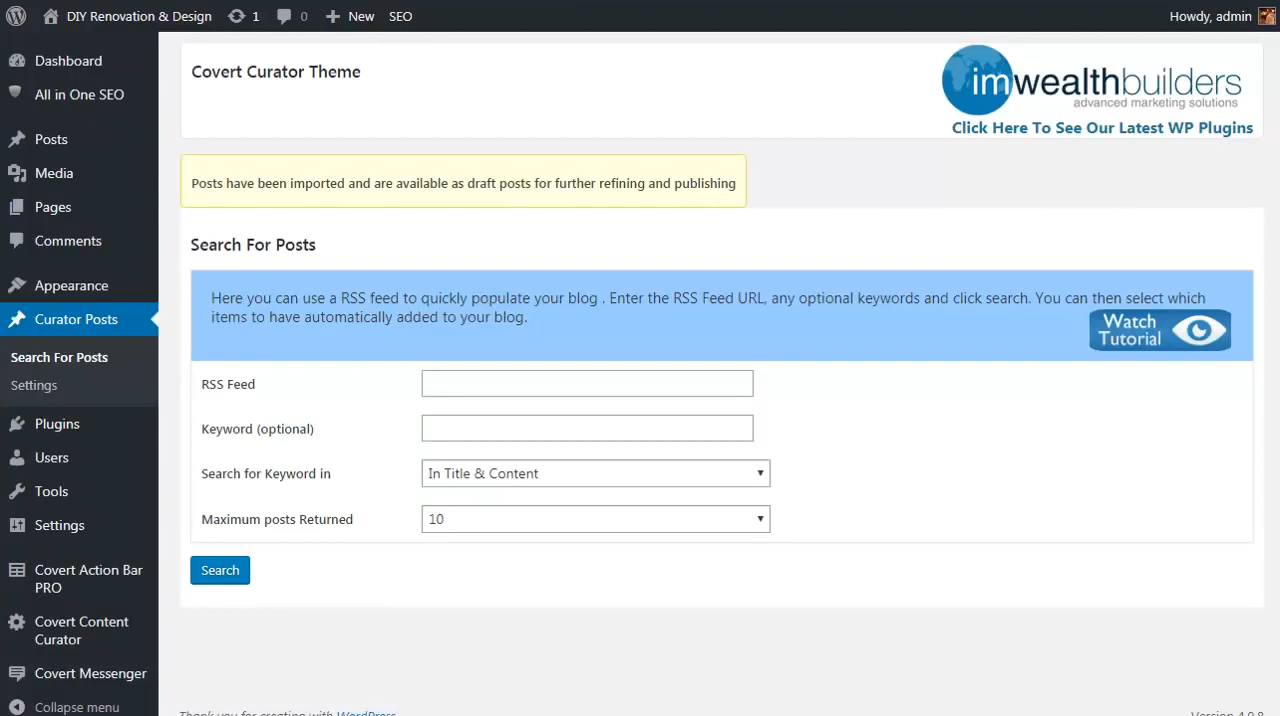 DIY Renovation & Design 1 0 New SEO Howdy, admin
Dashboard
All in One SEO
Posts
Media
Pages
Comments
Appearance
Curator Posts
Search For Posts
Settings
Plugins
Users
Tools
Settings
Covert Action Bar
PRO
Covert Content
Curator
Covert Messenger
Collapse menu
Covert Curator Theme
imwealthbuilders
advanced marketing solutions
Click Here To See Our Latest WP Plugins
Posts have been imported and are available as draft posts for further refining and publishing
Search For Posts
Here you can use a RSS feed to quickly populate your blog . Enter the RSS Feed URL, any optional keywords and click search. You can then select which
items to have automatically added to your blog.
Watch
Tutorial
RSS Feed
Keyword (optional)
Search for Keyword in In Title & Content
Maximum posts Returned 10
Search
Thank you for creating with WordPress
Version 4.9.8